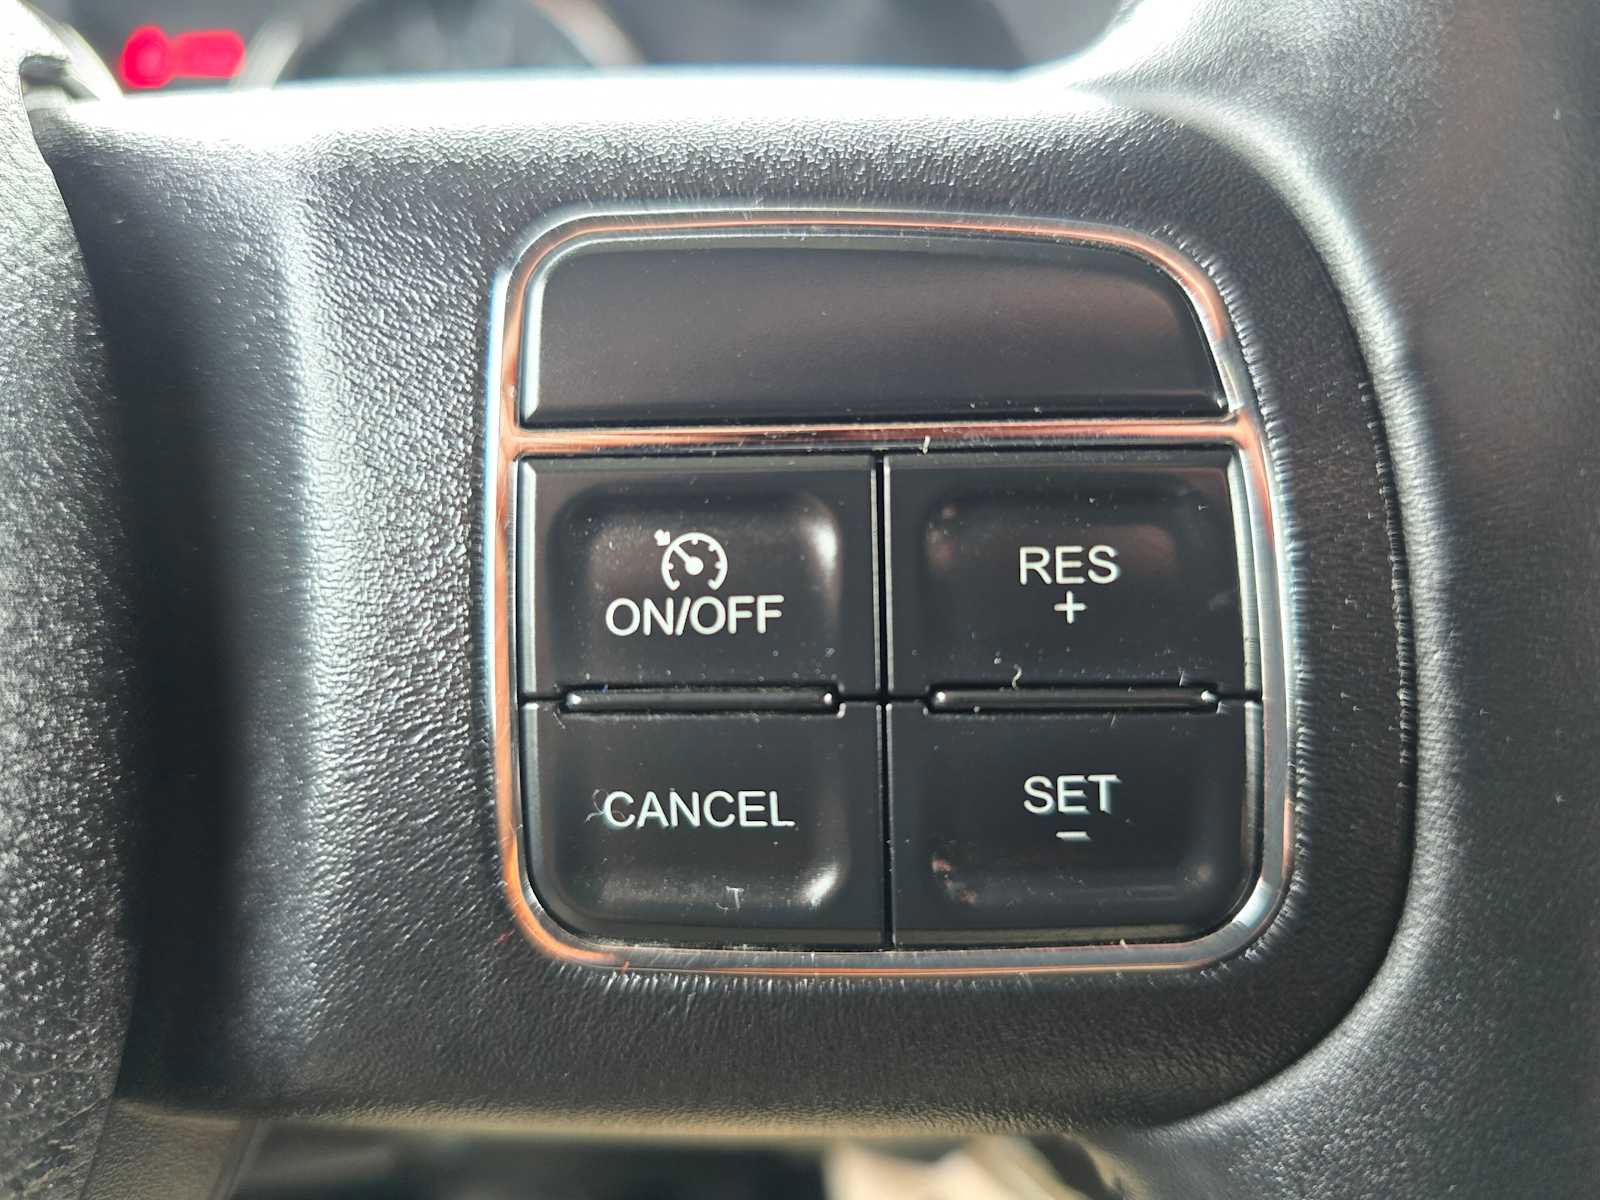 ON/OFF
RES
+
CANCEL
SET
-